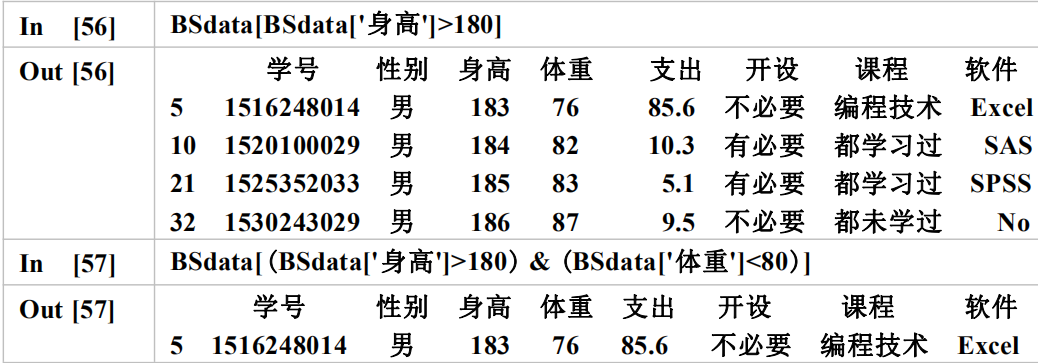 In [56] BSdata[BSdata['身高']>180]
Out [56] 学号 性别 身高 体重 支出 开设 课程 软件
5 1516248014 男 183 76 85.6 不必要 编程技术 Excel
10 1520100029 男 184 82 10.3 有必要 都学习过 SAS
21 1525352033 男 185 83 5.1 有必要 都学习过 SPSS
32 1530243029 男 186 87 9.5 不必要 都未学过 No
In [57] BSdata[(BSdata['身高']>180) & (BSdata['体重']<80)]
Out [57] 学号 性别 身高 体重 支出 开设 课程 软件
5 1516248014 男 183 76 85.6 不必要 编程技术 Excel